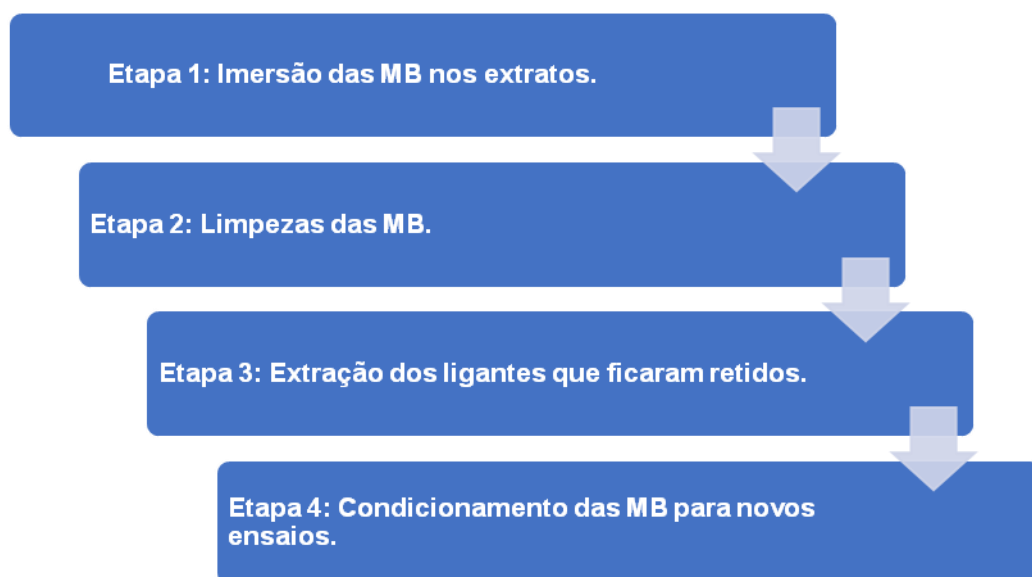 Etapa 1: Imersão das MB nos extratos.
Etapa 2: Limpezas das MB.
Etapa 3: Extração dos ligantes que ficaram retidos.
Etapa 4: Condicionamento das MB para novos
ensaios.